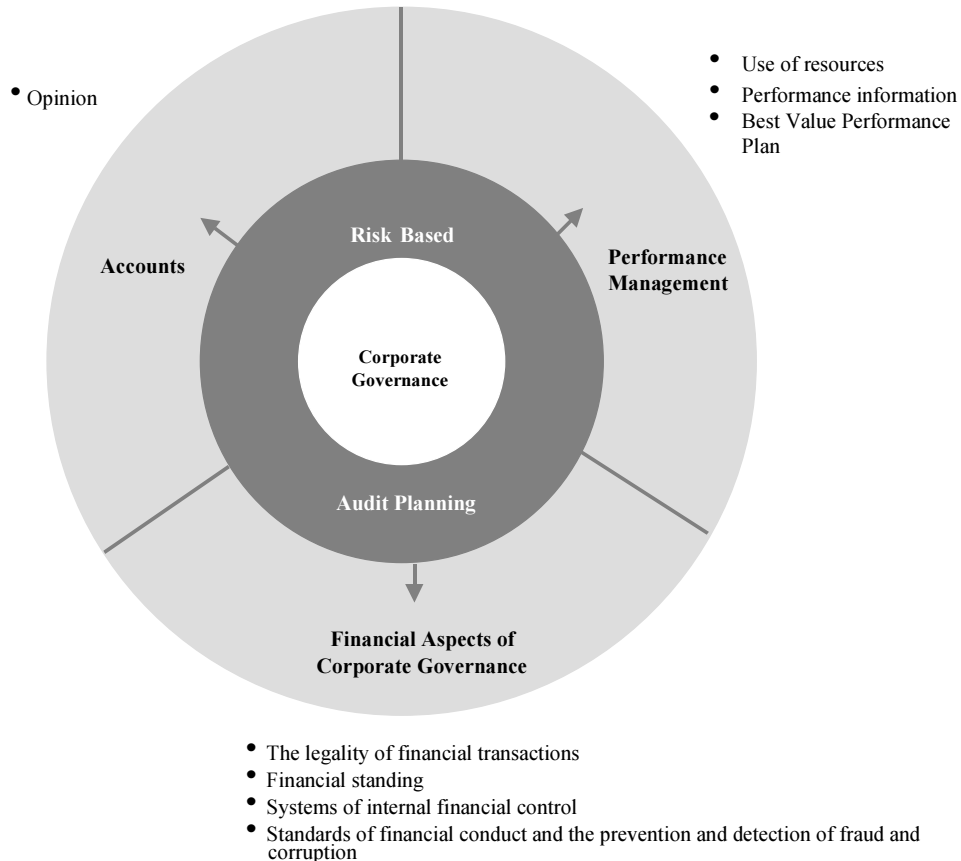 • Opinion
• Use of resources
• Performance information
• Best Value Performance
Plan
Risk Based
Accounts
Performance
Management
Corporate
Governance
Audit Planning
Financial Aspects of
Corporate Governance
• The legality of financial transactions
• Financial standing
• Systems of internal financial control
• Standards of financial conduct and the prevention and detection of fraud and
corruption